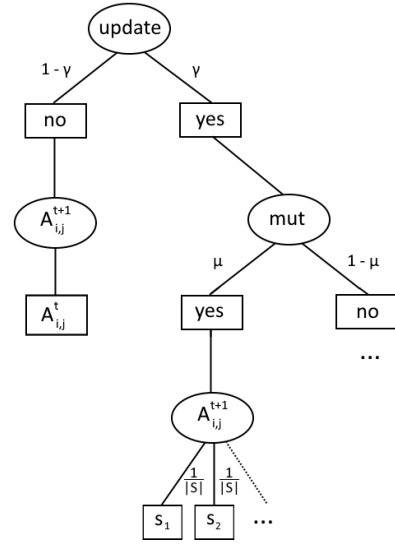 update
1 - γ
γ
no
yes
A^{t+1}_{i,j}
mut
μ
1 - μ
A^{t}_{i,j}
yes
no
...
A^{t+1}_{i,j}
1/|S|
1/|S|
s_1
s_2
...